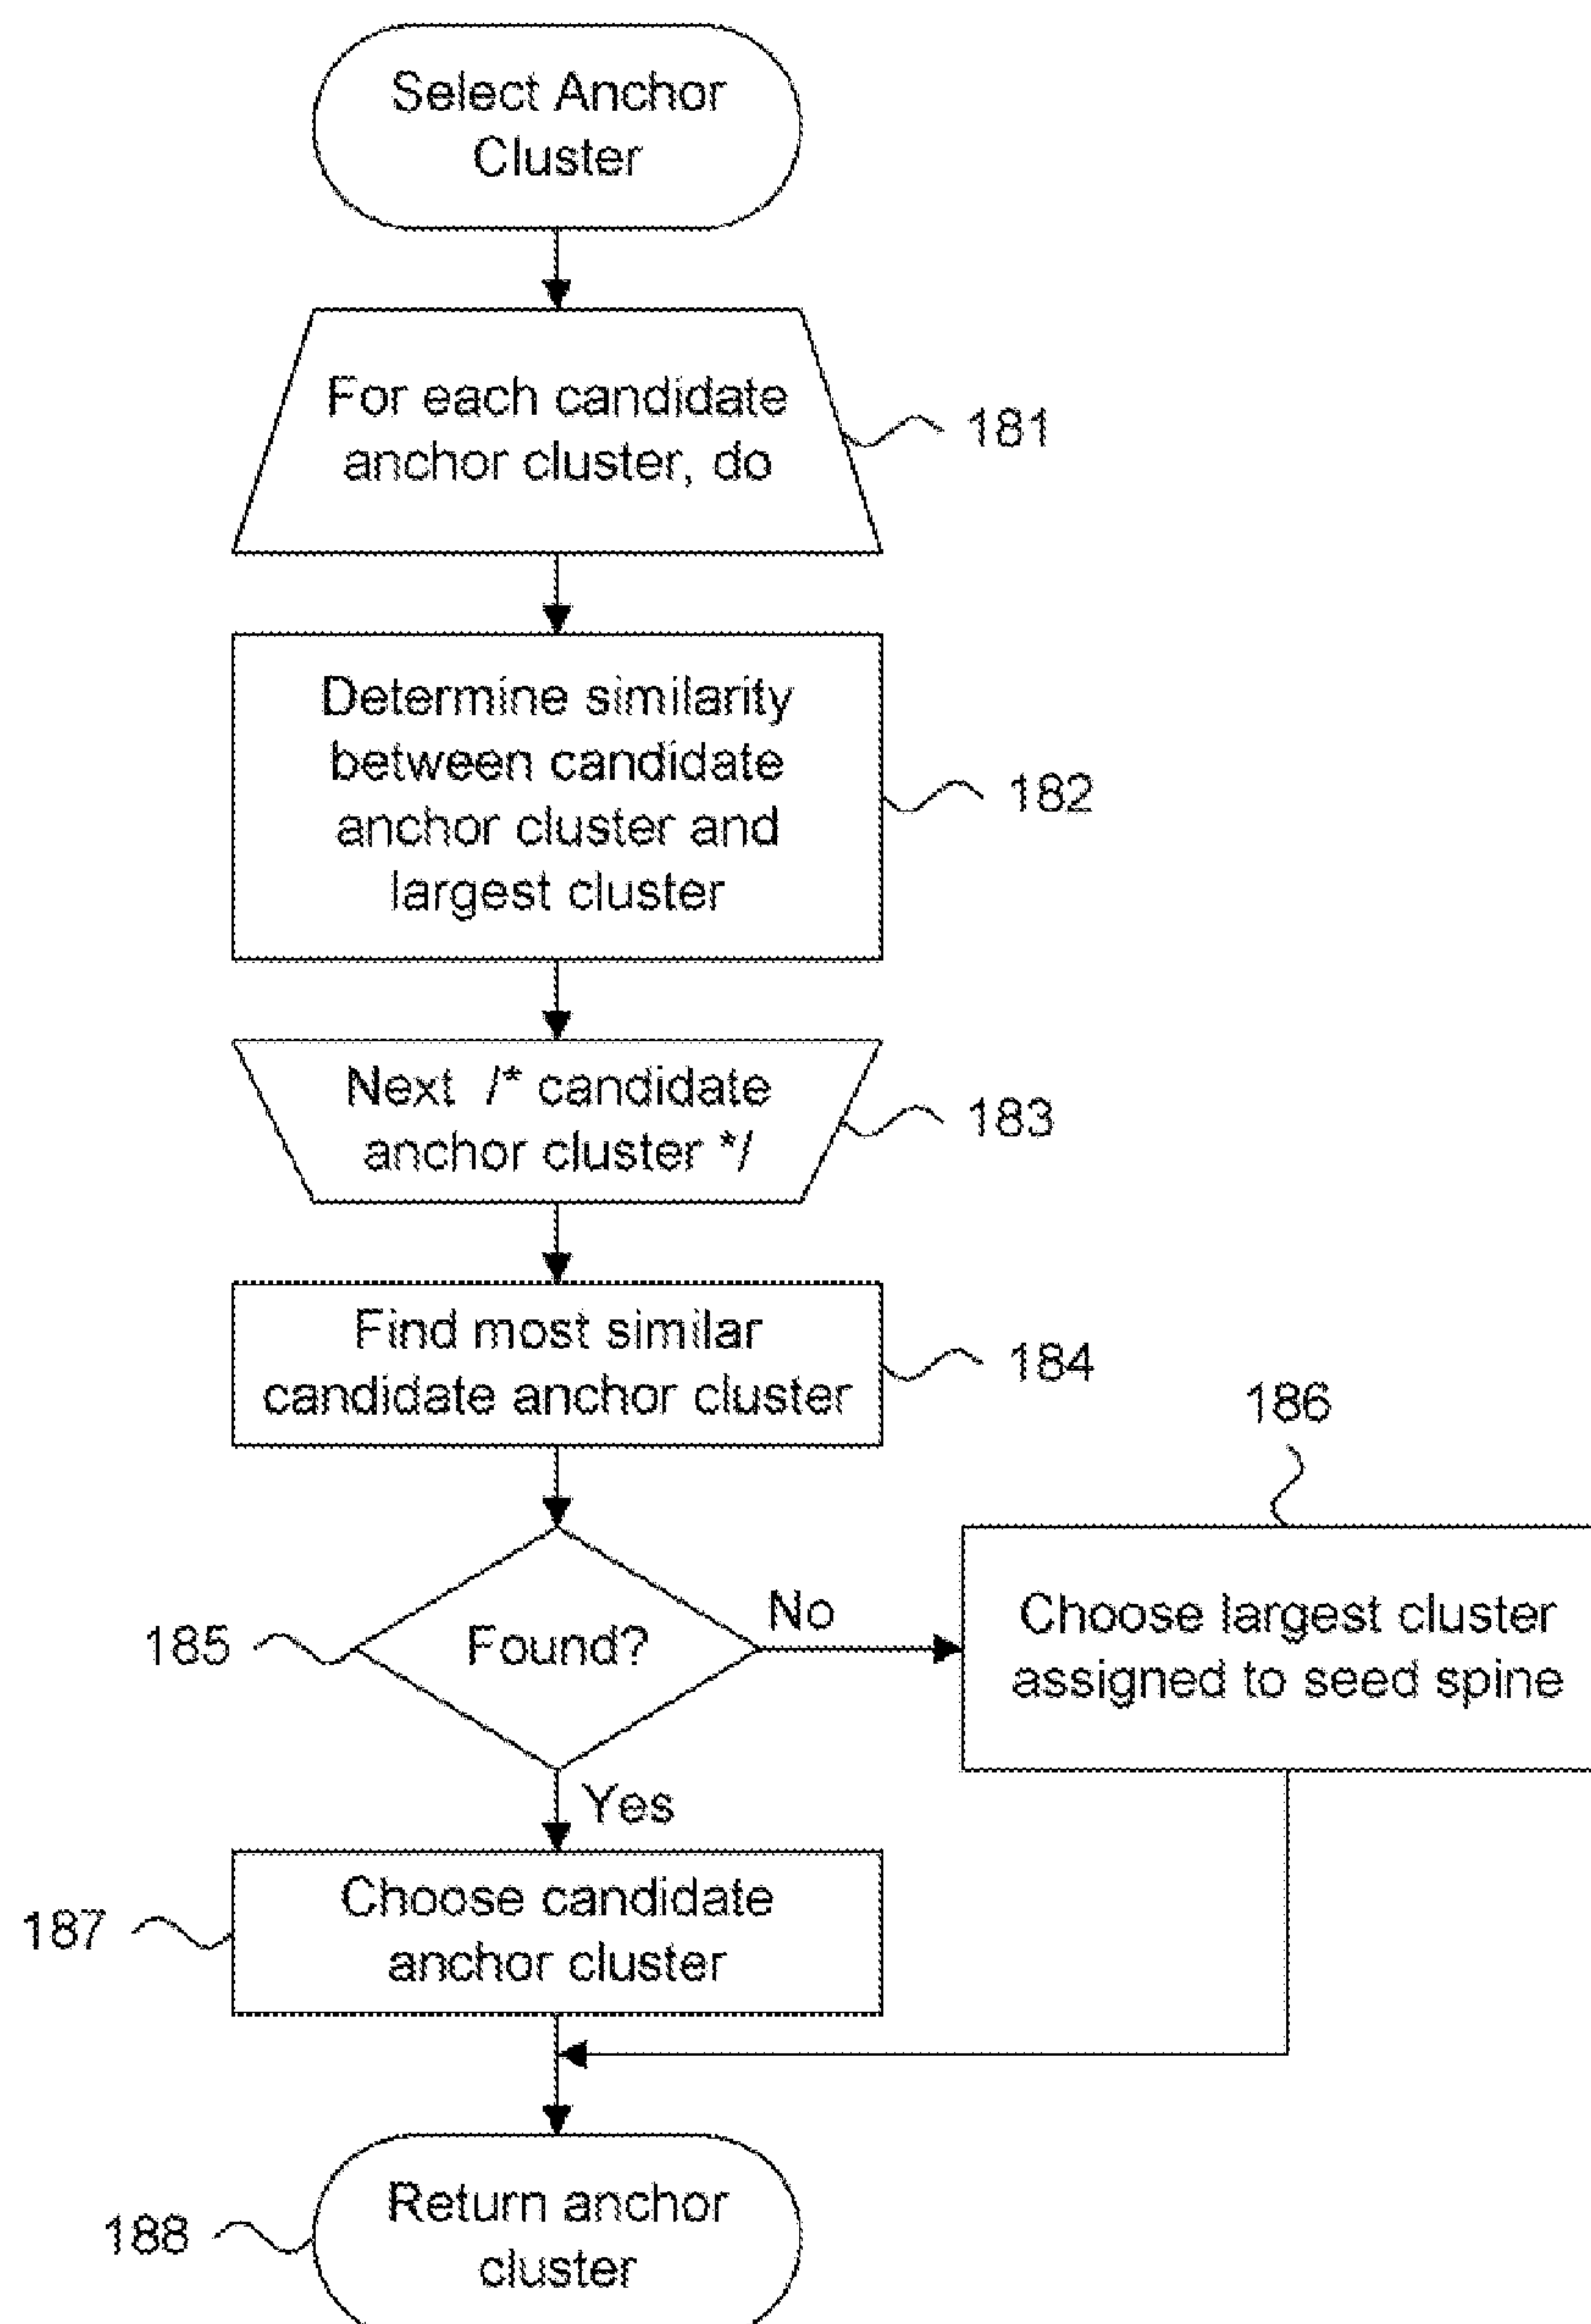 Select Anchor
Cluster
For each candidate
anchor cluster, do
181
Determine similarity
between candidate
anchor cluster and
largest cluster
182
Next /* candidate
anchor cluster */
183
Find most similar
candidate anchor cluster
184
186
185
Found?
No
Choose largest cluster
assigned to seed spine
Yes
187
Choose candidate
anchor cluster
188
Return anchor
cluster